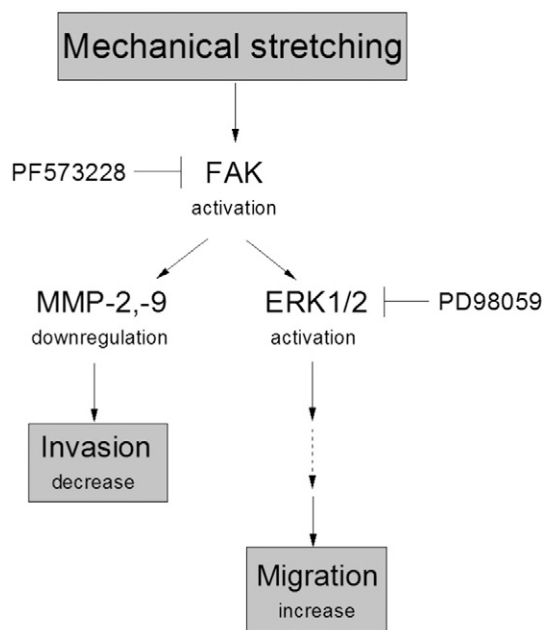 Mechanical stretching
PF573228
FAK
activation
MMP-2,-9
downregulation
ERK1/2
activation
PD98059
Invasion
decrease
Migration
increase